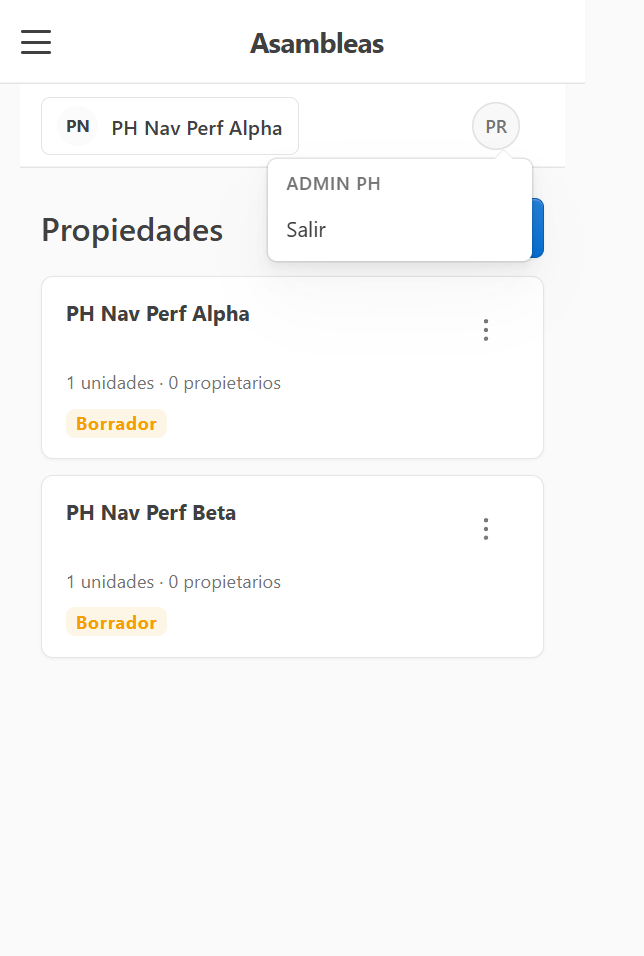 Asambleas
PN PH Nav Perf Alpha
PR
ADMIN PH
Salir
Propiedades
PH Nav Perf Alpha
1 unidades · 0 propietarios
Borrador
PH Nav Perf Beta
1 unidades · 0 propietarios
Borrador